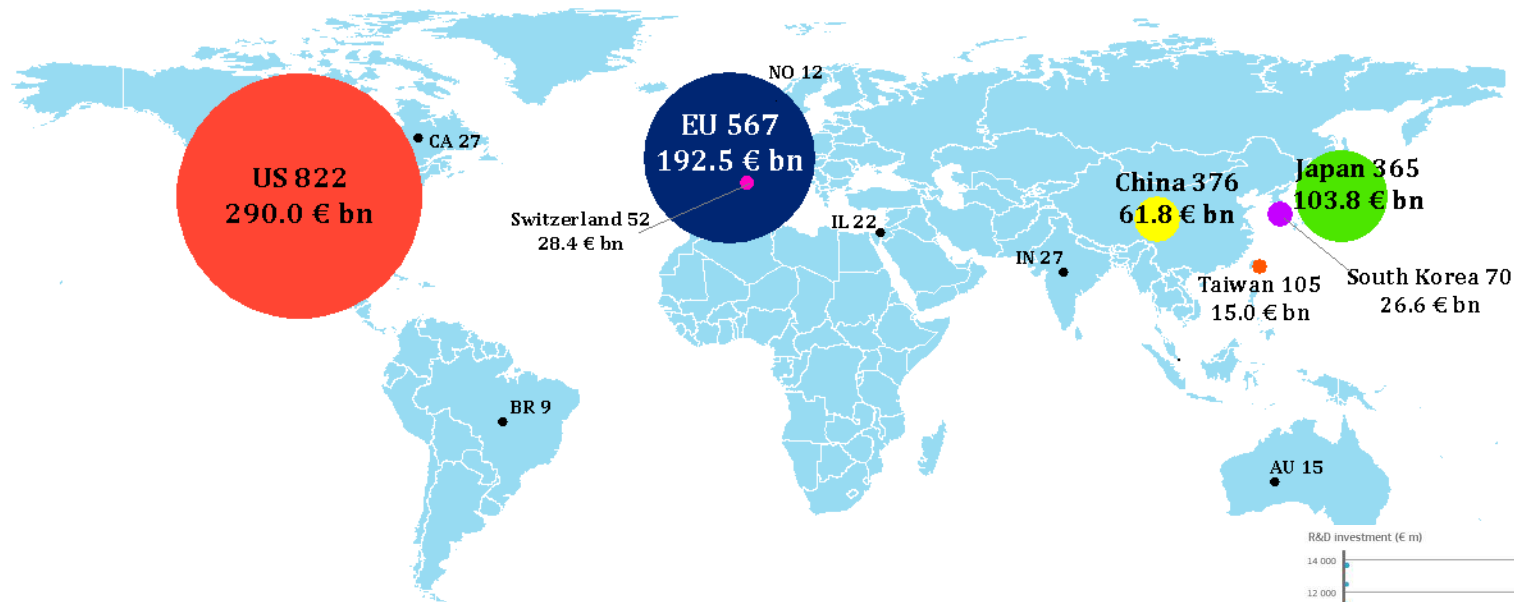 NO 12
EU 567
192.5 € bn
CA 27
US 822
290.0 € bn
Switzerland 52
28.4 € bn
IL 22
IN 27
China 376
61.8 € bn
Japan 365
103.8 € bn
Taiwan 105
15.0 € bn
South Korea 70
26.6 € bn
BR 9
AU 15
R&D investment (€ m)
14 000
12 000